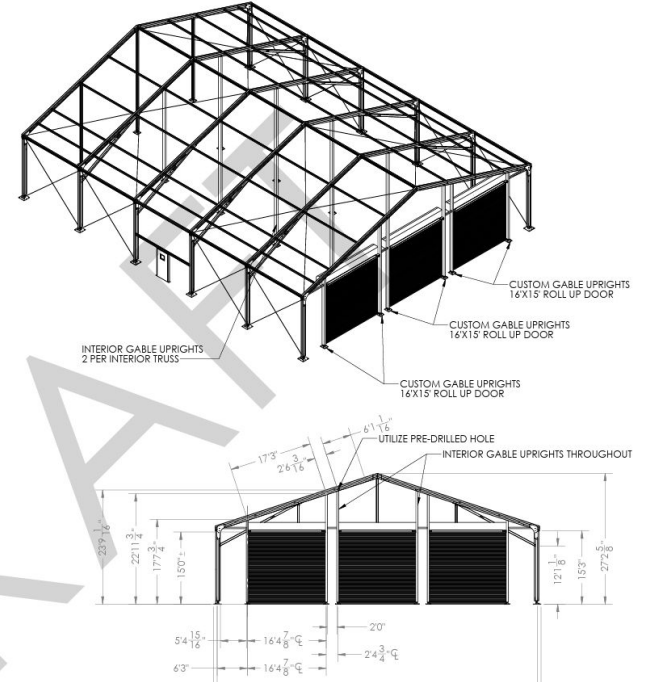 CUSTOM GABLE UPRIGHTS
16'X15' ROLL UP DOOR
CUSTOM GABLE UPRIGHTS
16'X15' ROLL UP DOOR
INTERIOR GABLE UPRIGHTS
2 PER INTERIOR TRUSS
CUSTOM GABLE UPRIGHTS
16'X15' ROLL UP DOOR
6'1 1/16"
UTILIZE PRE-DRILLED HOLE
17'3"
2'6 3/16"
INTERIOR GABLE UPRIGHTS THROUGHOUT
22'11 3/4"
17'7 3/4"
15'0"±
12'1 1/8"
15'3"
27'2 5/8"
5'4 15/16"
16'4 7/8" ℄
2'0"
6'3"
16'4 7/8" ℄
2'4 3/4" ℄